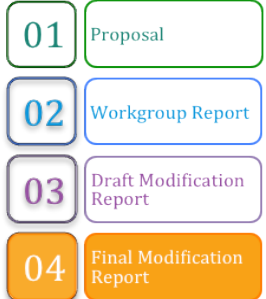 01 Proposal
02 Workgroup Report
03 Draft Modification
Report
04 Final Modification
Report